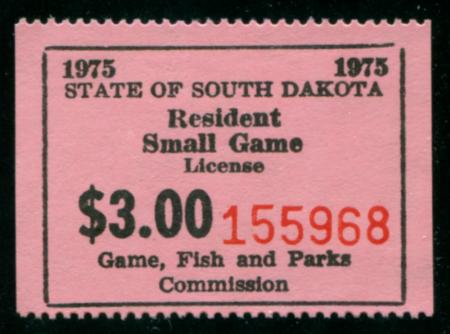 1975 1975
STATE OF SOUTH DAKOTA
Resident
Small Game
License
$3.00 155968
Game, Fish and Parks
Commission